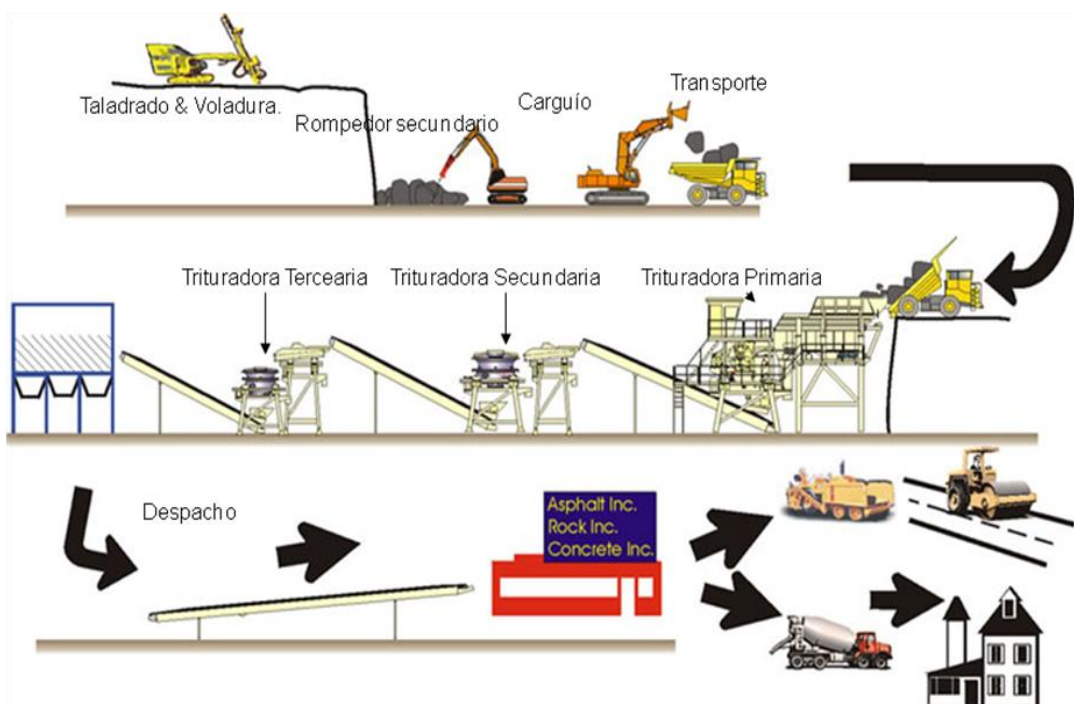 Taladrado & Voladura.
Rompedor secundario
Carguío
Transporte
Trituradora Tercearia
Trituradora Secundaria
Trituradora Primaria
Despacho
Asphalt Inc.
Rock Inc.
Concrete Inc.